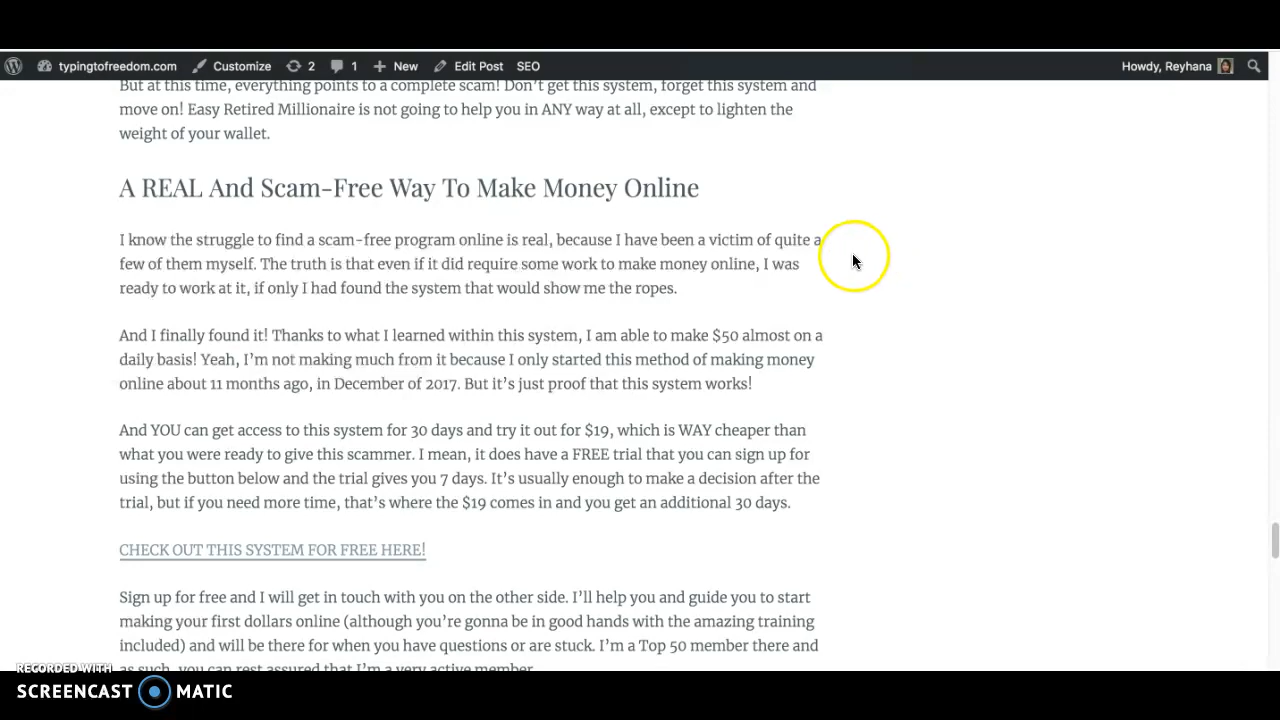 typingtofreedom.com Customize 2 1 New Edit Post SEO Howdy, Reyhana
But at this time, everything points to a complete scam! Don't get this system, forget this system and
move on! Easy Retired Millionaire is not going to help you in ANY way at all, except to lighten the
weight of your wallet.
A REAL And Scam-Free Way To Make Money Online
I know the struggle to find a scam-free program online is real, because I have been a victim of quite a
few of them myself. The truth is that even if it did require some work to make money online, I was
ready to work at it, if only I had found the system that would show me the ropes.
And I finally found it! Thanks to what I learned within this system, I am able to make $50 almost on a
daily basis! Yeah, I'm not making much from it because I only started this method of making money
online about 11 months ago, in December of 2017. But it's just proof that this system works!
And YOU can get access to this system for 30 days and try it out for $19, which is WAY cheaper than
what you were ready to give this scammer. I mean, it does have a FREE trial that you can sign up for
using the button below and the trial gives you 7 days. It's usually enough to make a decision after the
trial, but if you need more time, that's where the $19 comes in and you get an additional 30 days.
CHECK OUT THIS SYSTEM FOR FREE HERE!
Sign up for free and I will get in touch with you on the other side. I'll help you and guide you to start
making your first dollars online (although you're gonna be in good hands with the amazing training
included) and will be there for when you have questions or are stuck. I'm a Top 50 member there and
as such, you can rest assured that I'm a very active member.
RECORDED WITH
SCREENCAST MATIC